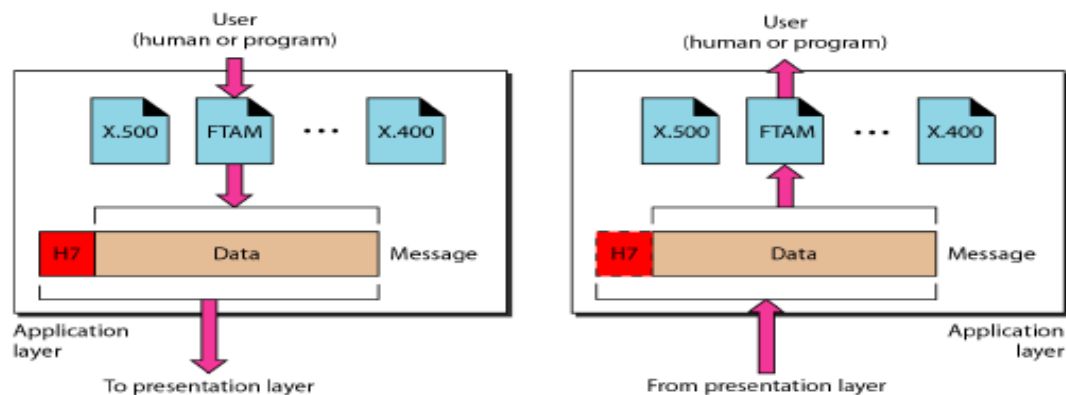 User
(human or program)
X.500
FTAM
...
X.400
H7
Data
Message
Application
layer
To presentation layer
User
(human or program)
X.500
FTAM
...
X.400
H7
Data
Message
Application
layer
From presentation layer